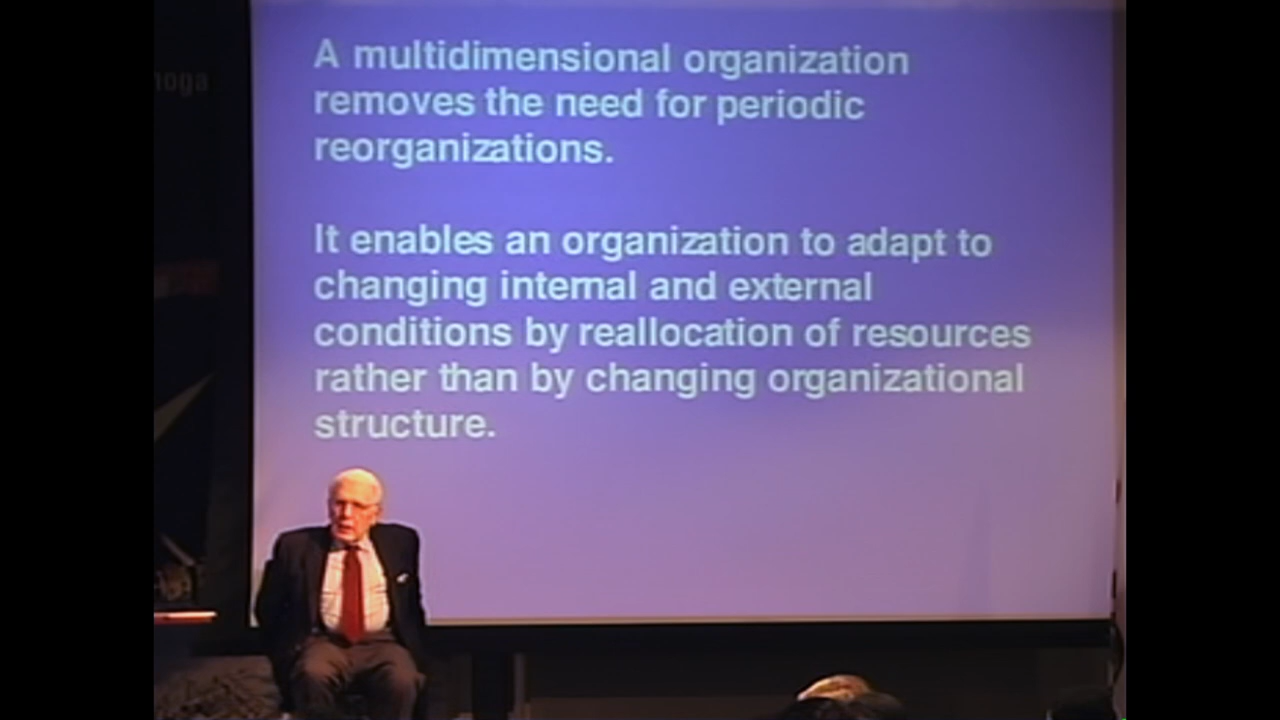 A multidimensional organization
removes the need for periodic
reorganizations.
It enables an organization to adapt to
changing internal and external
conditions by reallocation of resources
rather than by changing organizational
structure.